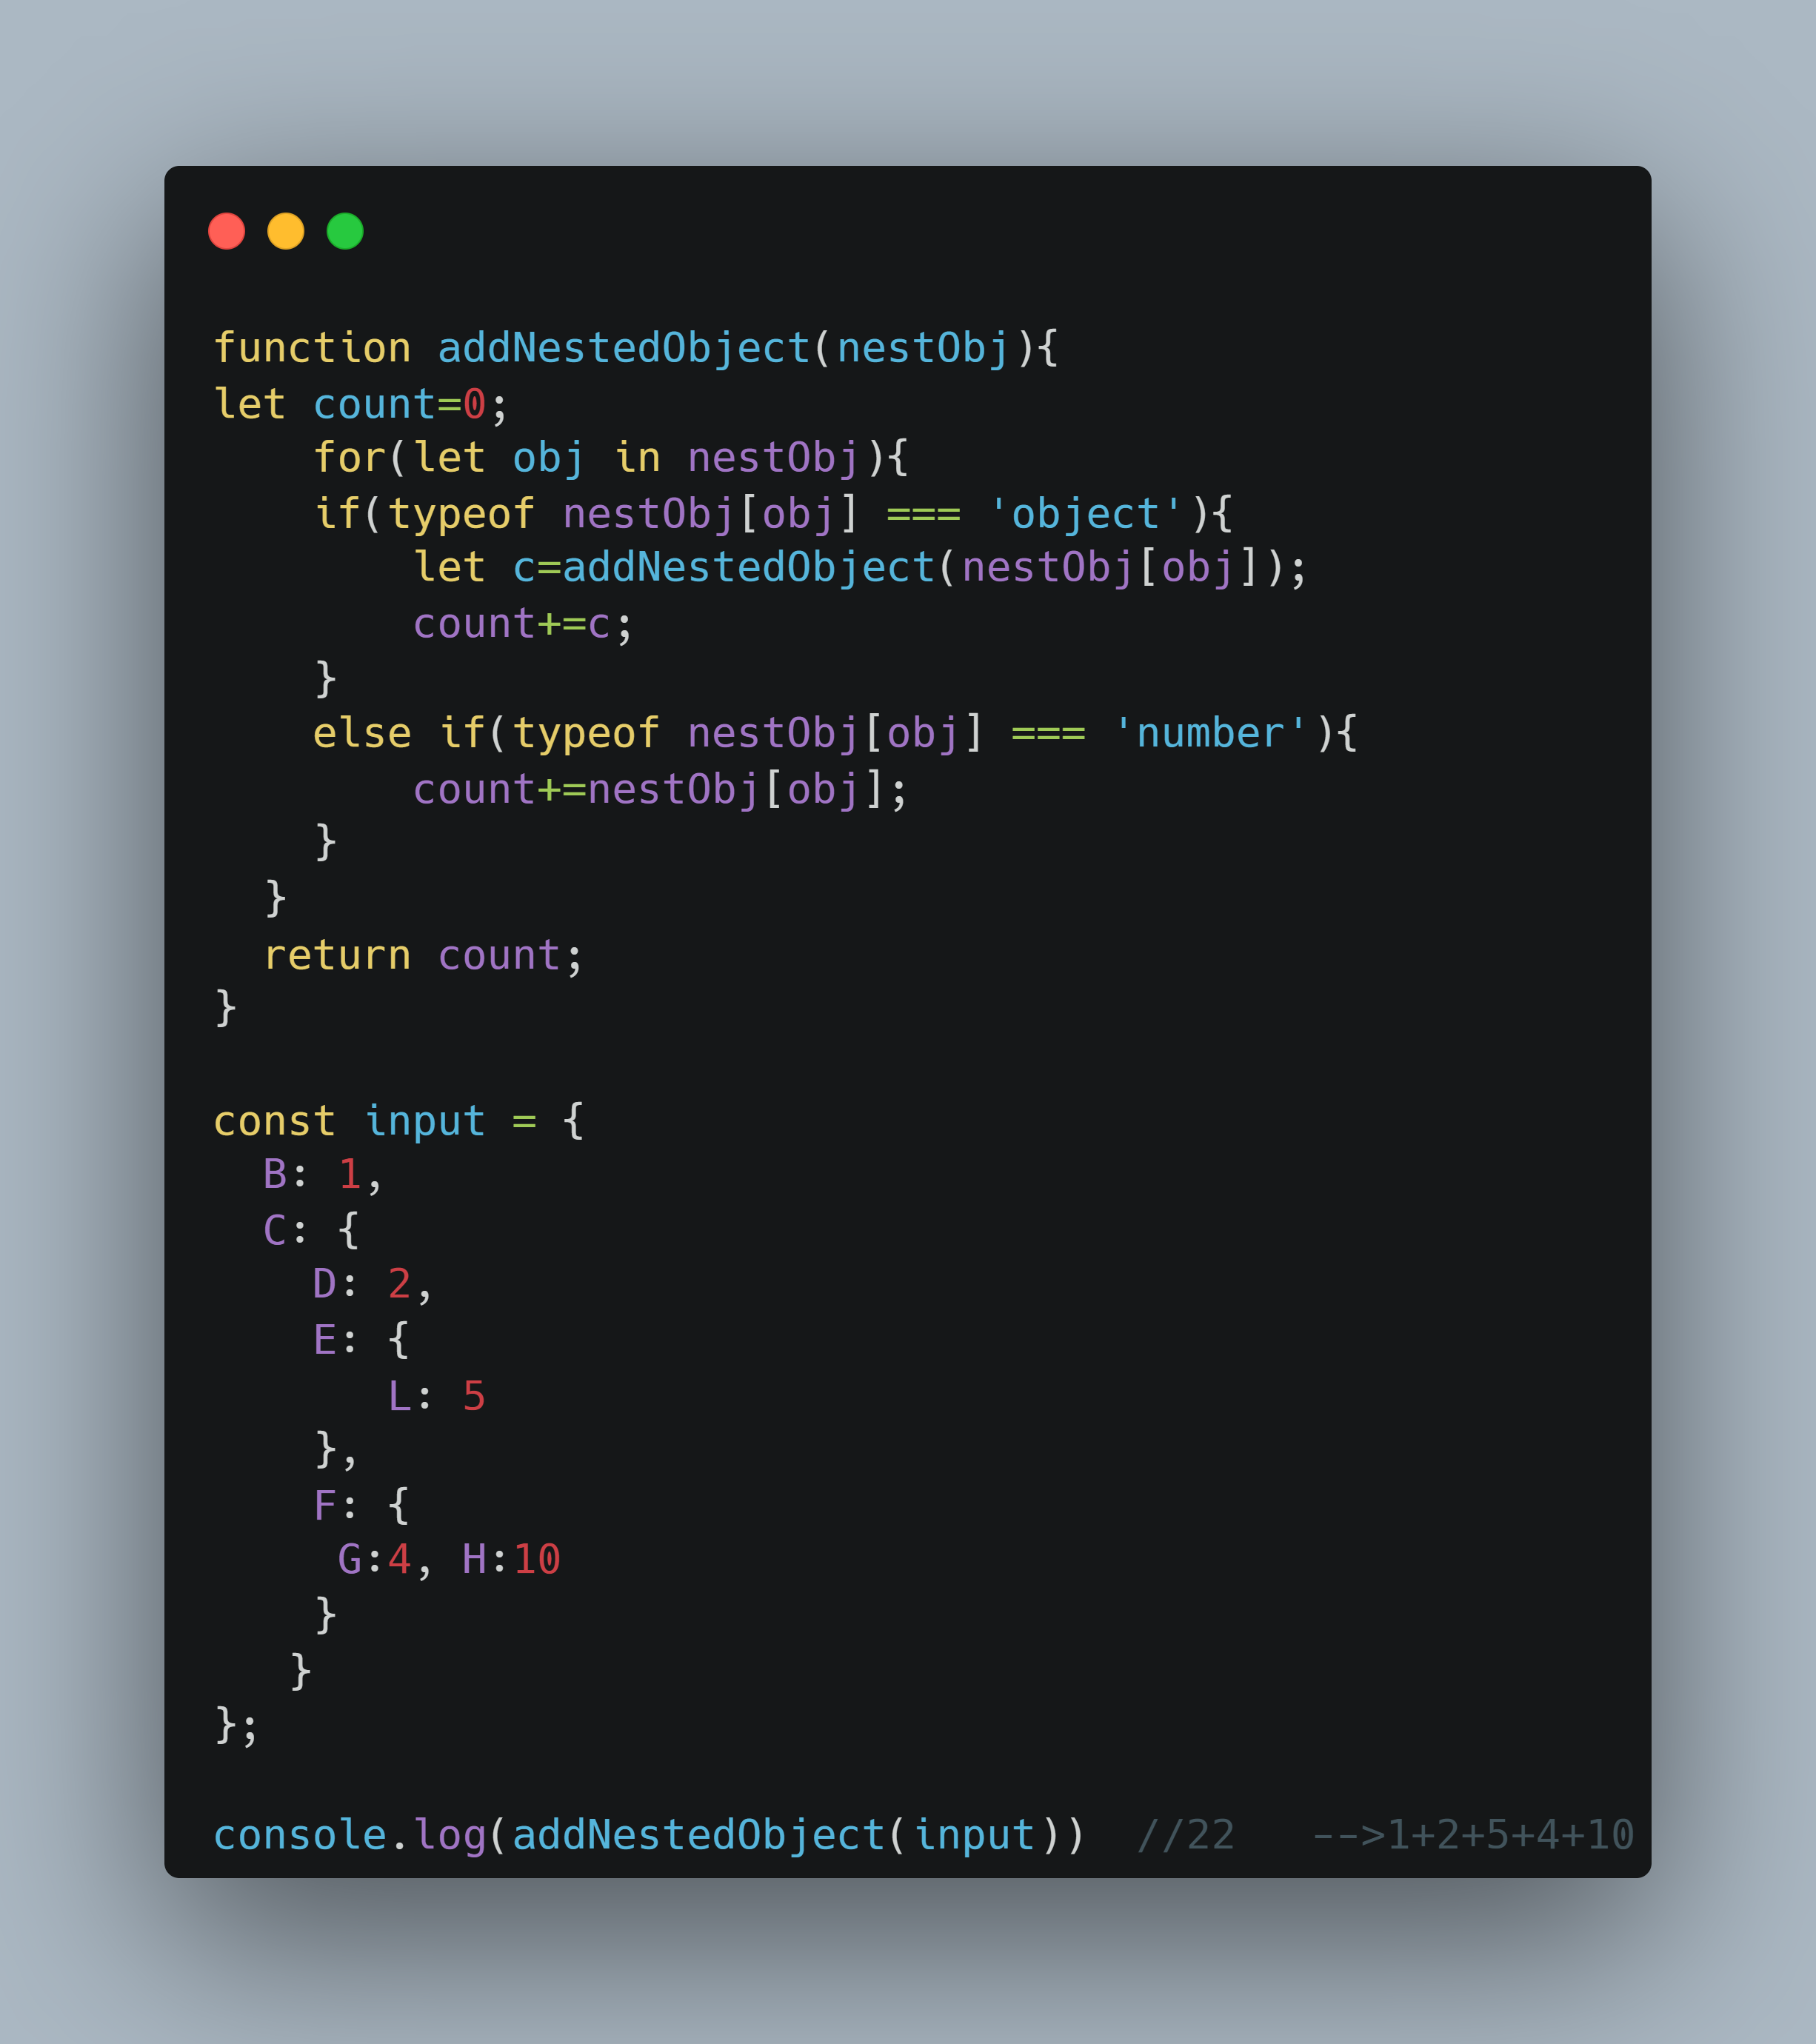 function addNestedObject(nestObj){
let count=0;
    for(let obj in nestObj){
    if(typeof nestObj[obj] === 'object'){
        let c=addNestedObject(nestObj[obj]);
        count+=c;
    }
    else if(typeof nestObj[obj] === 'number'){
        count+=nestObj[obj];
    }
  }
  return count;
}

const input = {
  B: 1,
  C: {
    D: 2,
    E: {
       L: 5
    },
    F: {
     G:4, H:10
    }
   }
};

console.log(addNestedObject(input))  //22   -->1+2+5+4+10